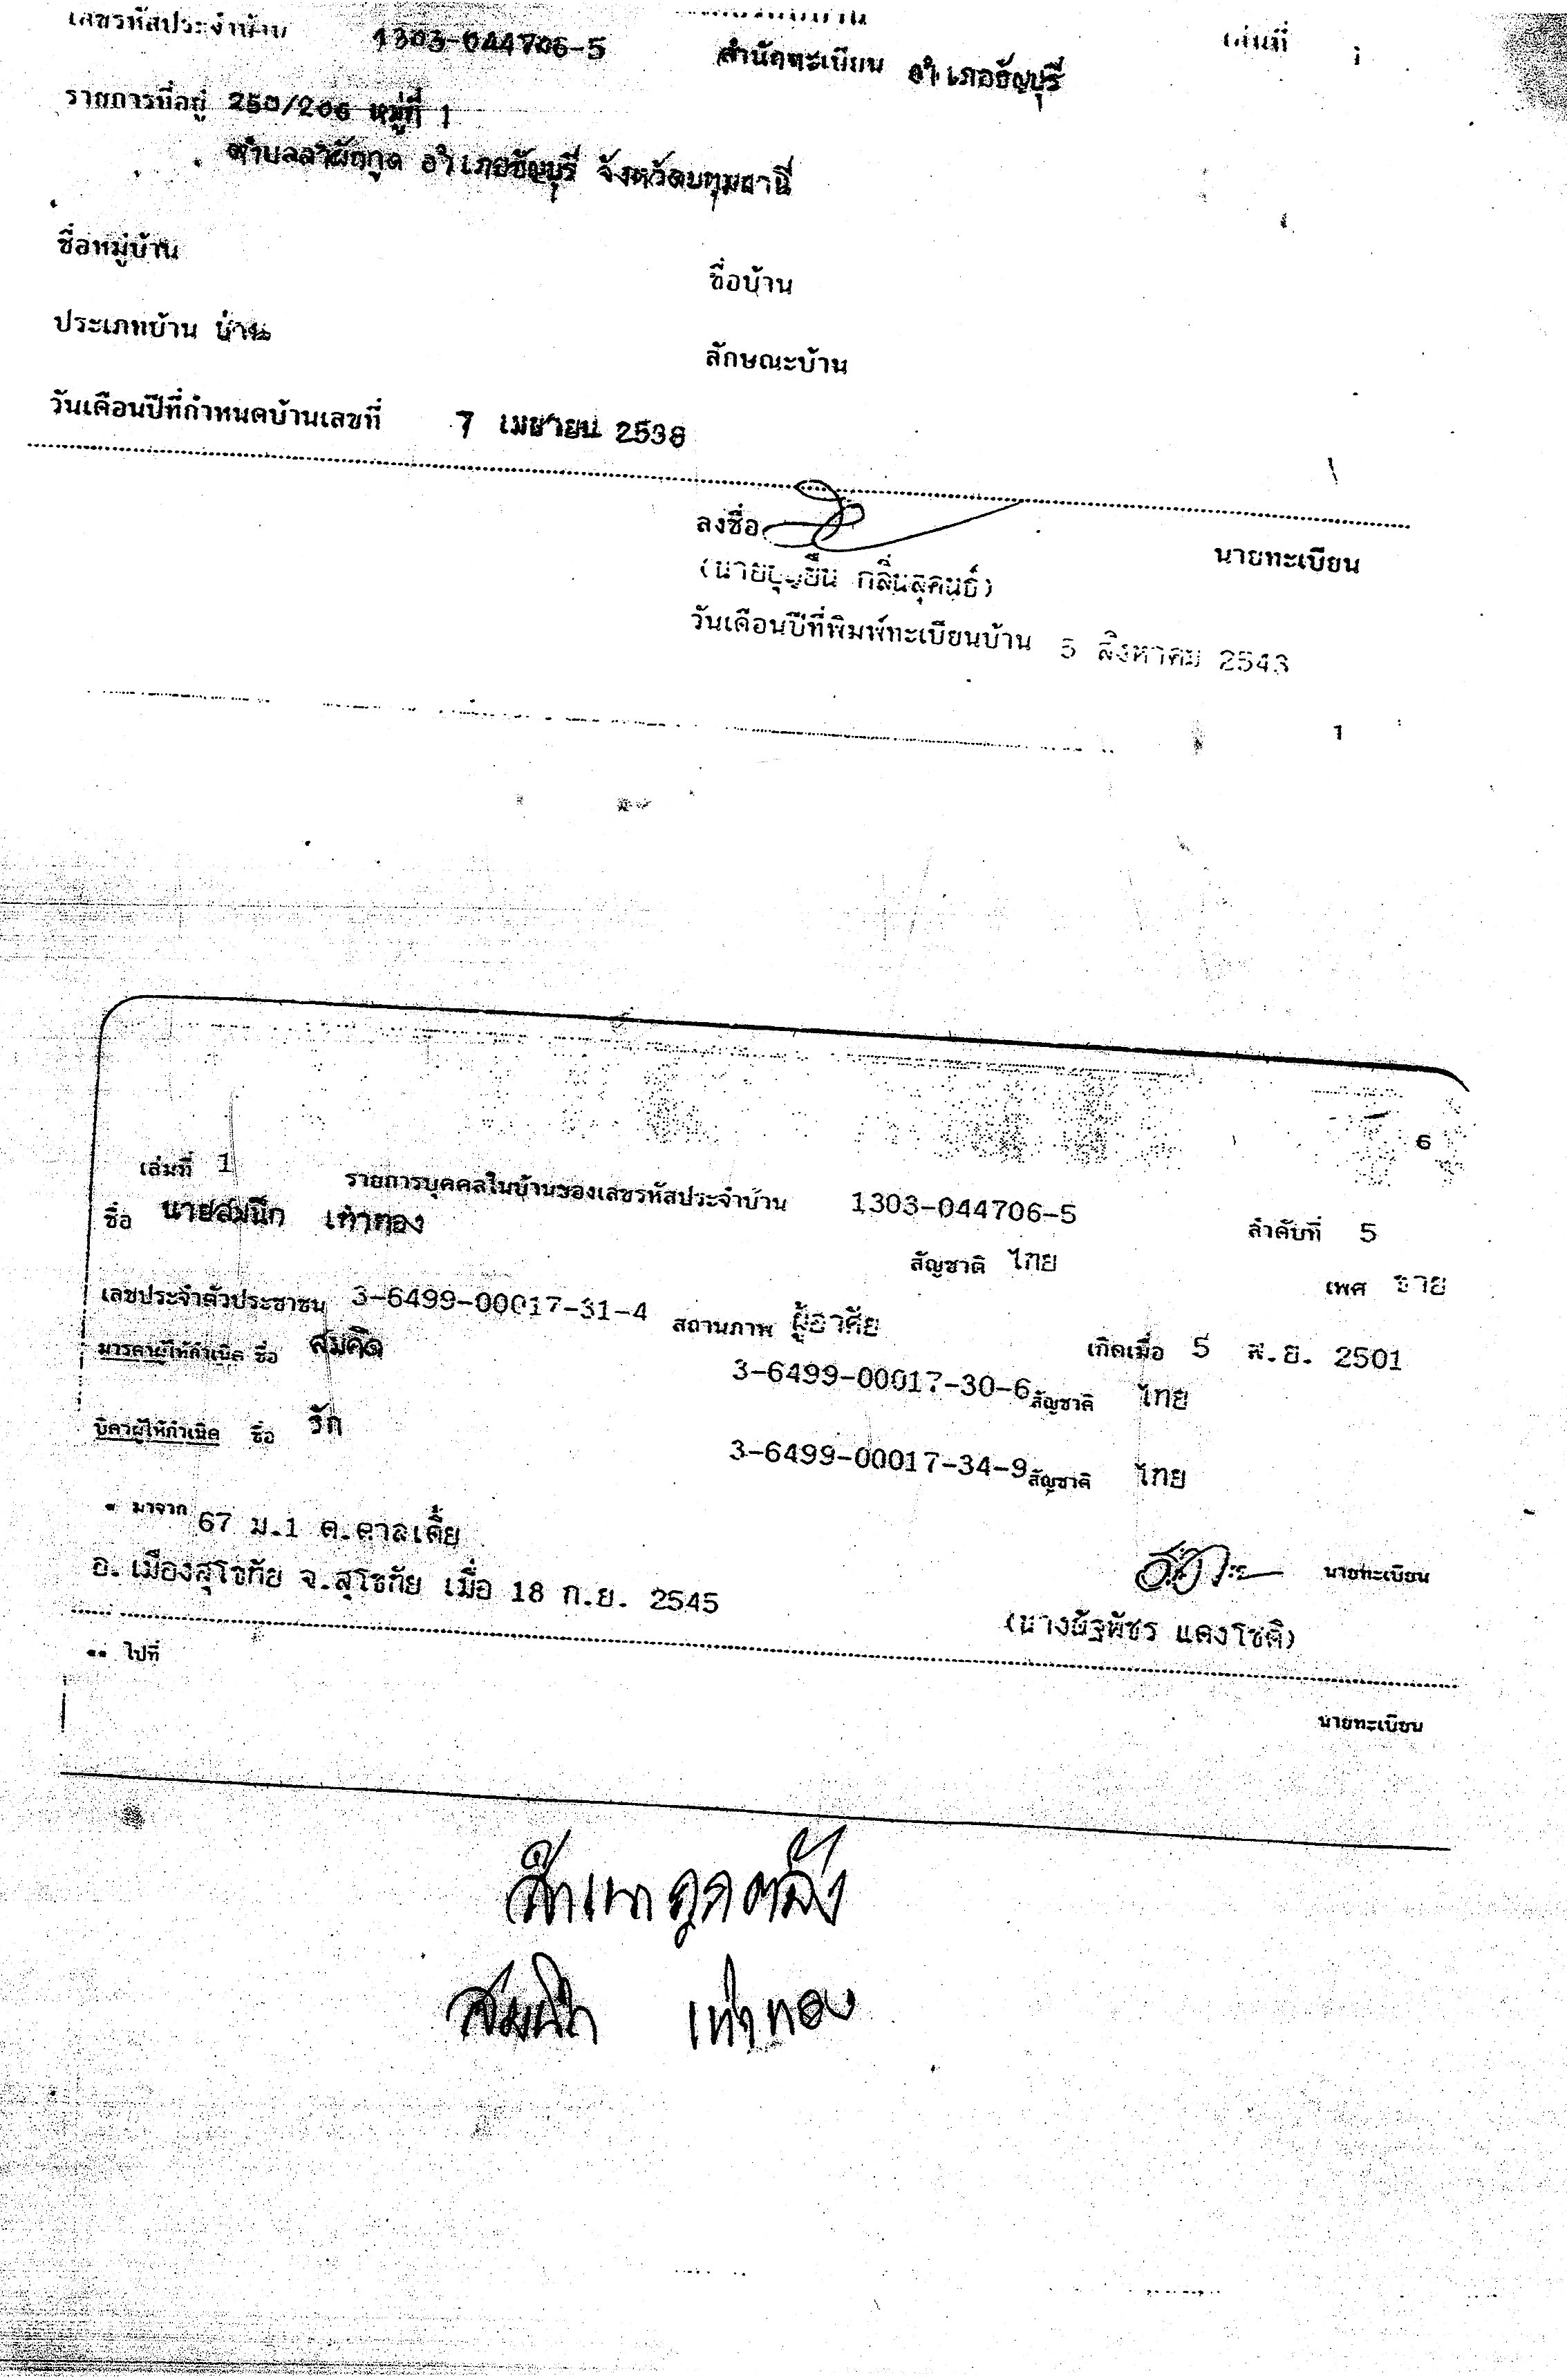 เลขรหัสประจำบ้าน 1303-044706-5 สำนักทะเบียน อำเภอธัญบุรี เล่มที่ 1
รายการที่อยู่ 250/206 หมู่ที่ 1
ตำบลลำผักกูด อำเภอธัญบุรี จังหวัดปทุมธานี
ชื่อหมู่บ้าน ชื่อบ้าน
ประเภทบ้าน บ้าน ลักษณะบ้าน
วันเดือนปีที่กำหนดบ้านเลขที่ 7 เมษายน 2538
ลงชื่อ นายทะเบียน
(นายบุญยืน กลิ่นสุคนธ์)
วันเดือนปีที่พิมพ์ทะเบียนบ้าน 5 สิงหาคม 2543
1
6
เล่มที่ 1 รายการบุคคลในบ้านของเลขรหัสประจำบ้าน 1303-044706-5 ลำดับที่ 5
ชื่อ นายสมนึก เท่าทอง สัญชาติ ไทย เพศ ชาย
เลขประจำตัวประชาชน 3-6499-00017-31-4 สถานภาพ ผู้อาศัย เกิดเมื่อ 5 ส.ย. 2501
มารดาผู้ให้กำเนิด ชื่อ สมคิด 3-6499-00017-30-6 สัญชาติ ไทย
บิดาผู้ให้กำเนิด ชื่อ รัก 3-6499-00017-34-9 สัญชาติ ไทย
* มาจาก 67 ม.1 ต.ตาลเตี้ย
อ.เมืองสุโขทัย จ.สุโขทัย เมื่อ 18 ก.ย. 2545 นายทะเบียน
(นางผัฐพัชร แดงโชติ)
** ไปที่
นายทะเบียน
สำเนาถูกต้อง
สมนึก เท่าทอง